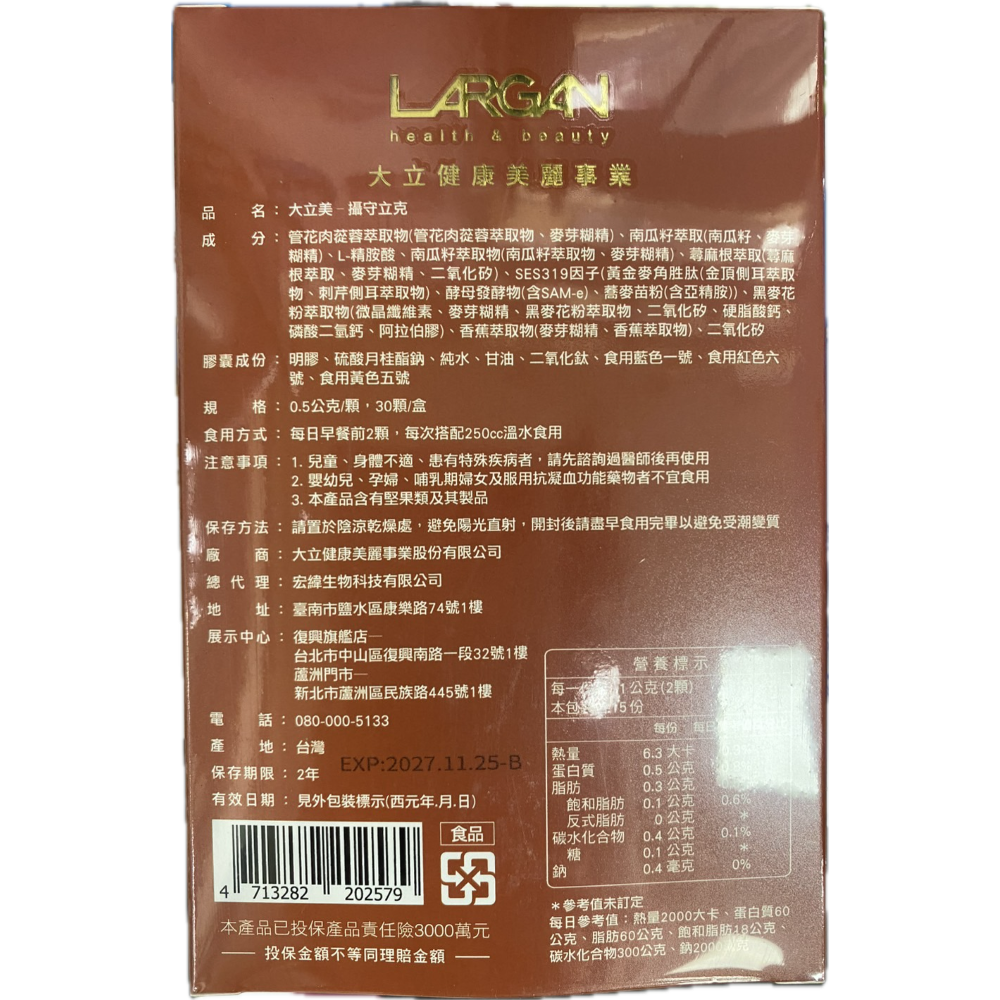 LARGAN
health & beauty
大立健康美麗事業
品 名：大立美－攝守立克
成 分：管花肉蓯蓉萃取物(管花肉蓯蓉萃取物、麥芽糊精)、南瓜籽萃取(南瓜籽、麥芽
糊精)、L-精胺酸、南瓜籽萃取物(南瓜籽萃取物、麥芽糊精)、蕁麻根萃取(蕁麻
根萃取、麥芽糊精、二氧化矽)、SES319因子(黃金麥角胜肽(金頂側耳萃取
物、刺芹側耳萃取物)、酵母發酵物(含SAM-e)、蕎麥苗粉(含亞精胺))、黑麥花
粉萃取物(微晶纖維素、麥芽糊精、黑麥花粉萃取物、二氧化矽、硬脂酸鈣、
磷酸二氫鈣、阿拉伯膠)、香蕉萃取物(麥芽糊精、香蕉萃取物)、二氧化矽
膠囊成份：明膠、硫酸月桂酯鈉、純水、甘油、二氧化鈦、食用藍色一號、食用紅色六
號、食用黃色五號
規 格：0.5公克/顆，30顆/盒
食用方式：每日早餐前2顆，每次搭配250cc溫水食用
注意事項：1. 兒童、身體不適、患有特殊疾病者，請先諮詢過醫師後再使用
2. 嬰幼兒、孕婦、哺乳期婦女及服用抗凝血功能藥物者不宜食用
3. 本產品含有堅果類及其製品
保存方法：請置於陰涼乾燥處，避免陽光直射，開封後請盡早食用完畢以避免受潮變質
廠 商：大立健康美麗事業股份有限公司
總 代 理：宏緯生物科技有限公司
地 址：臺南市鹽水區康樂路74號1樓
展示中心：復興旗艦店—
台北市中山區復興南路一段32號1樓
蘆洲門市—
新北市蘆洲區民族路445號1樓
電 話：080-000-5133
產 地：台灣
EXP:2027.11.25-B
保存期限：2年
有效日期：見外包裝標示(西元年.月.日)
食品
4 713282 202579
本產品已投保產品責任險3000萬元
— 投保金額不等同理賠金額 —
營養標示
每一 1公克(2顆)
本包 15份
每份 每日
熱量 6.3 大卡
蛋白質 0.5 公克
脂肪 0.3 公克
飽和脂肪 0.1 公克 0.6%
反式脂肪 0 公克 *
碳水化合物 0.4 公克 0.1%
糖 0.1 公克 *
鈉 0.4 毫克 0%
＊參考值未訂定
每日參考值：熱量2000大卡、蛋白質60
公克、脂肪60公克、飽和脂肪18公克、
碳水化合物300公克、鈉2000